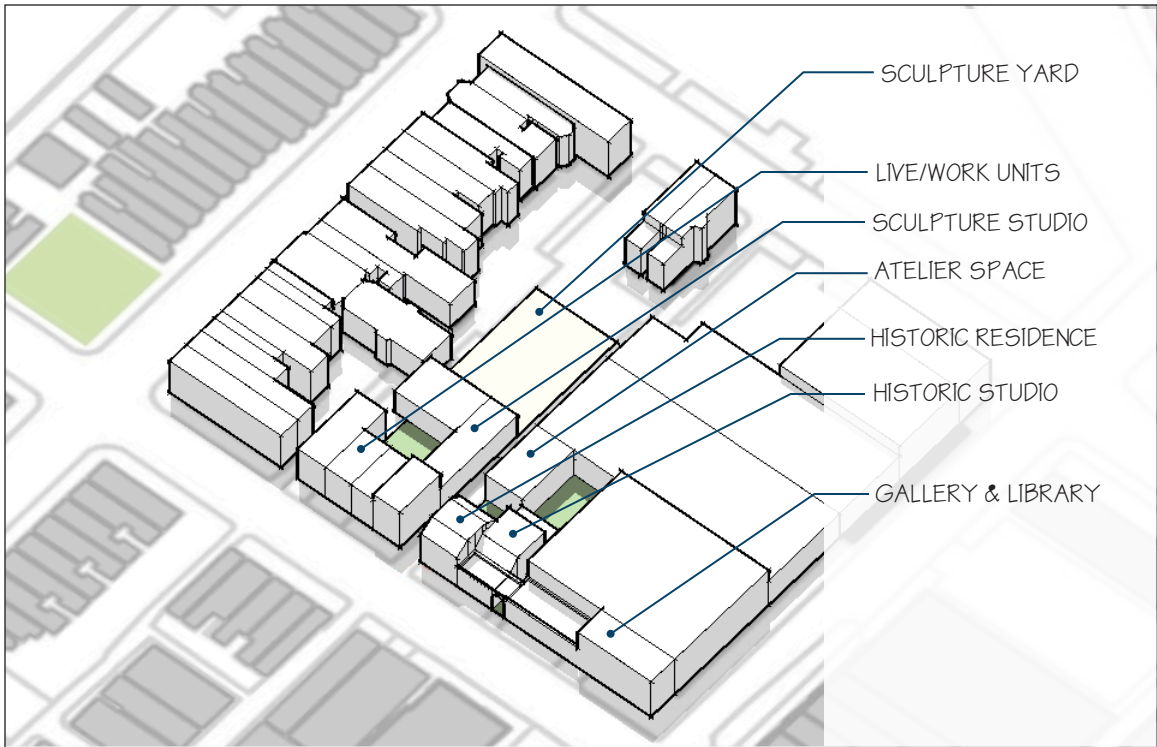 SCULPTURE YARD
LIVE/WORK UNITS
SCULPTURE STUDIO
ATELIER SPACE
HISTORIC RESIDENCE
HISTORIC STUDIO
GALLERY & LIBRARY